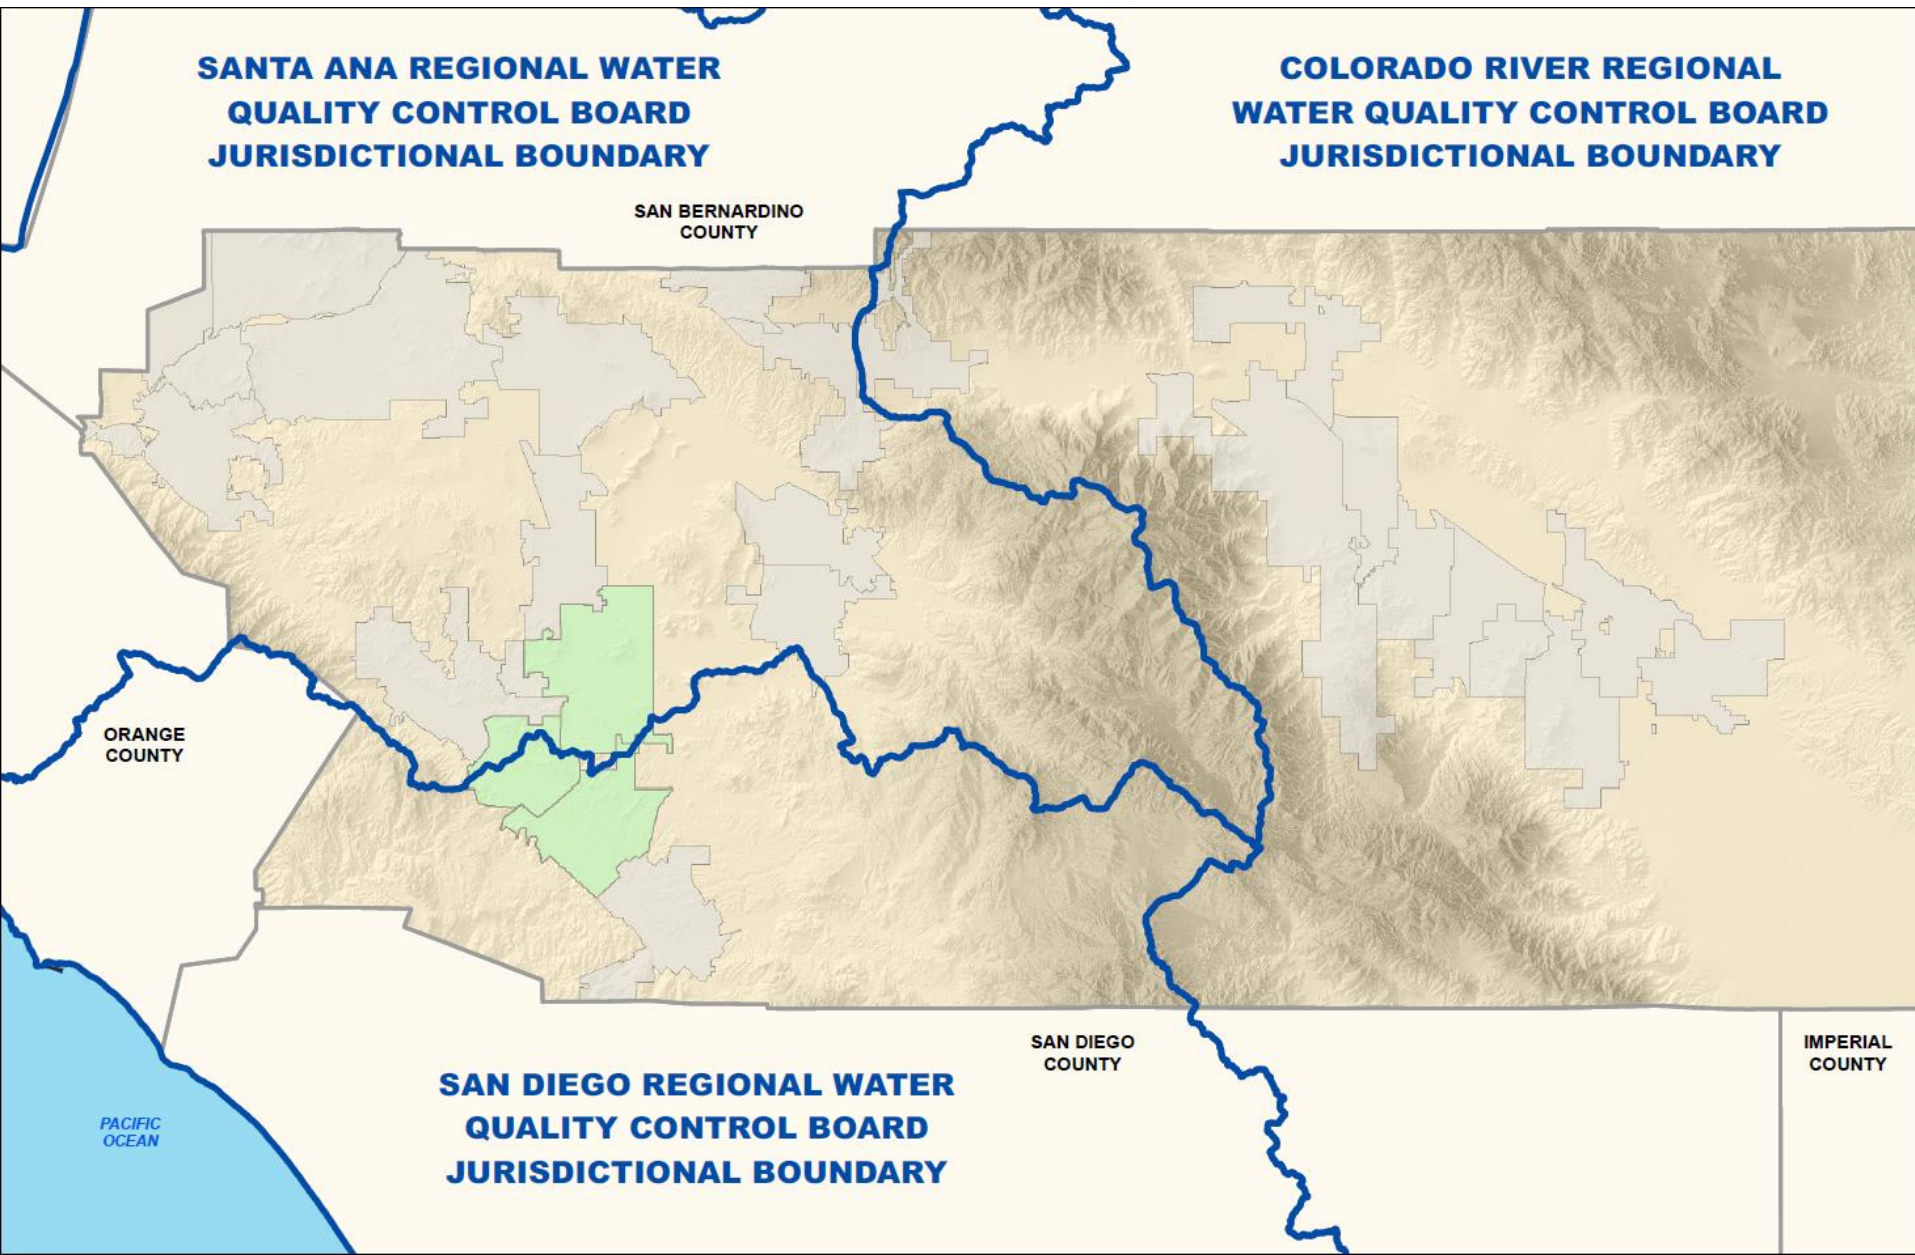 SANTA ANA REGIONAL WATER
QUALITY CONTROL BOARD
JURISDICTIONAL BOUNDARY
COLORADO RIVER REGIONAL
WATER QUALITY CONTROL BOARD
JURISDICTIONAL BOUNDARY
SAN BERNARDINO
COUNTY
ORANGE
COUNTY
SAN DIEGO
COUNTY
IMPERIAL
COUNTY
SAN DIEGO REGIONAL WATER
QUALITY CONTROL BOARD
JURISDICTIONAL BOUNDARY
PACIFIC
OCEAN